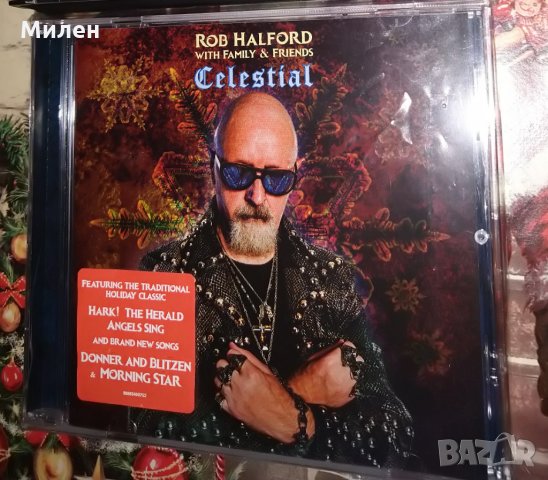 Милен
ROB HALFORD
WITH FAMILY & FRIENDS
Celestial
FEATURING THE TRADITIONAL
HOLIDAY CLASSIC
HARK! THE HERALD
ANGELS SING
AND BRAND NEW SONGS
DONNER AND BLITZEN
& MORNING STAR
BAZAR